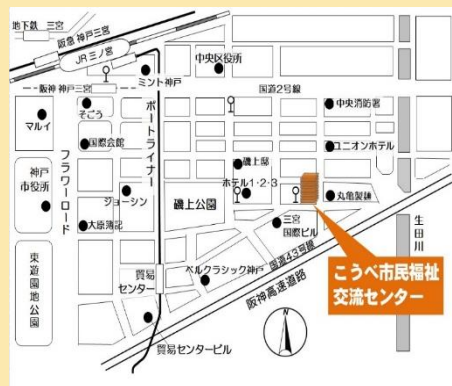 地下鉄 三宮
阪急 神戸三宮
JR 三ノ宮
中央区役所
ミント神戸
阪神 神戸三宮
国道2号線
そごう
中央消防署
マルイ
国際会館
ポートライナー
ユニオンホテル
磯上邸
フラワーロード
神戸
市役所
ジョーシン
磯上公園
ホテル1・2・3
丸亀製麺
大原簿記
三宮
国際ビル
生田川
東遊園地公園
貿易
センター
ベルクラシック神戸
国道43号線
阪神高速道路
こうべ市民福祉
交流センター
貿易センタービル
N